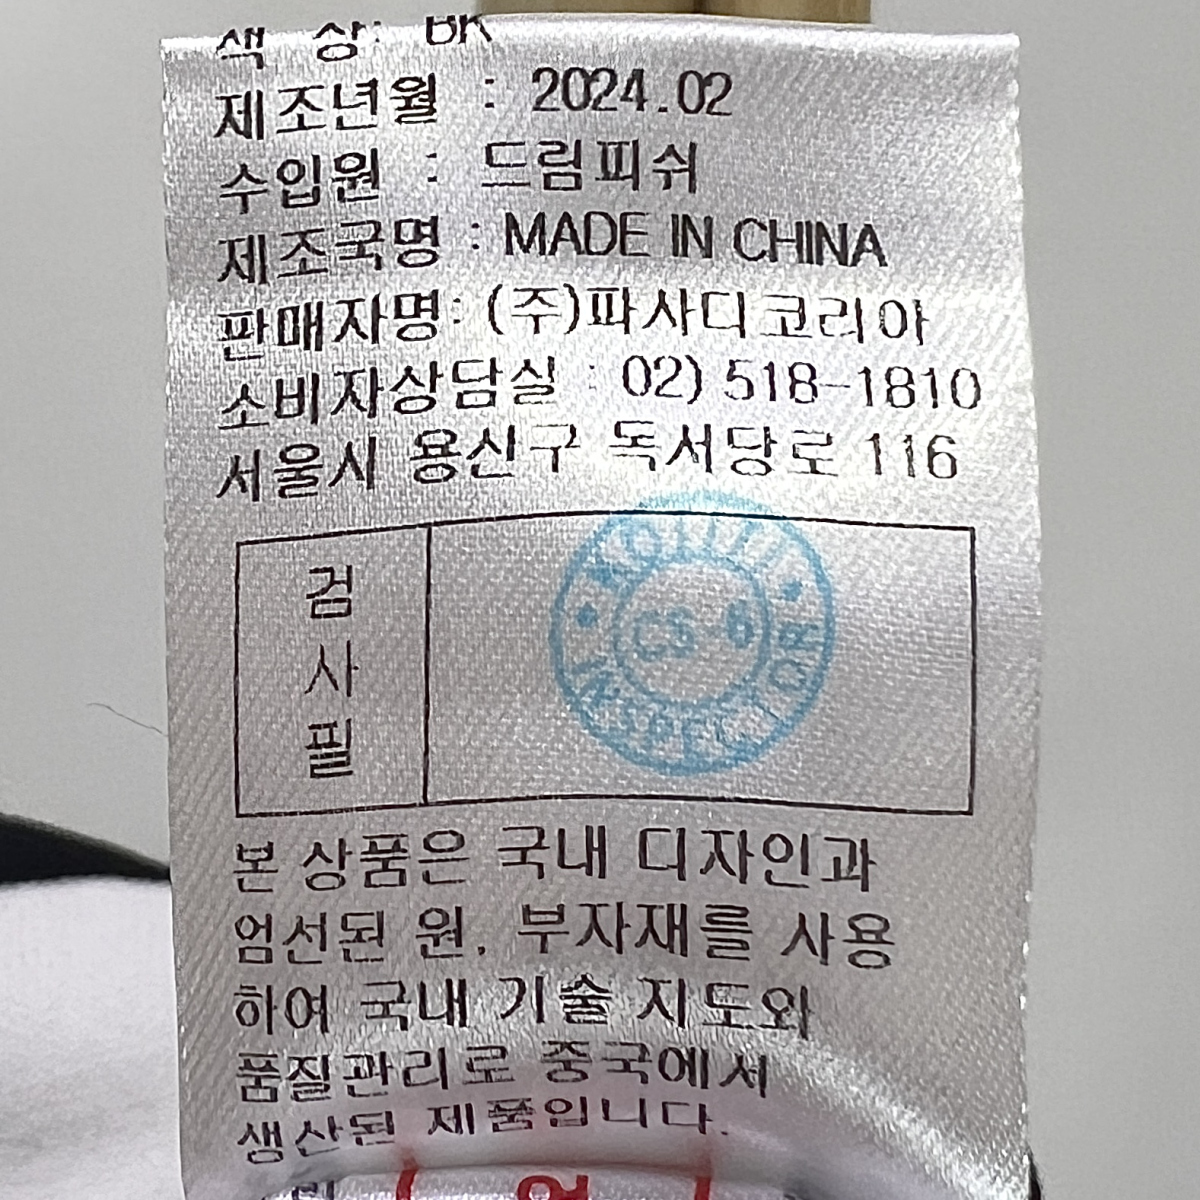 색 상: BK
제조년월 : 2024.02
수입원 : 드림피쉬
제조국명 : MADE IN CHINA
판매자명: (주)파사디코리아
소비자상담실 : 02) 518-1810
서울시 용신구 독서당로 116
검
사
필
KOTITI
CS-6
INSPECTOR
본 상품은 국내 디자인과
엄선된 원, 부자재를 사용
하여 국내 기술 지도와
품질관리로 중국에서
생산된 제품입니다.